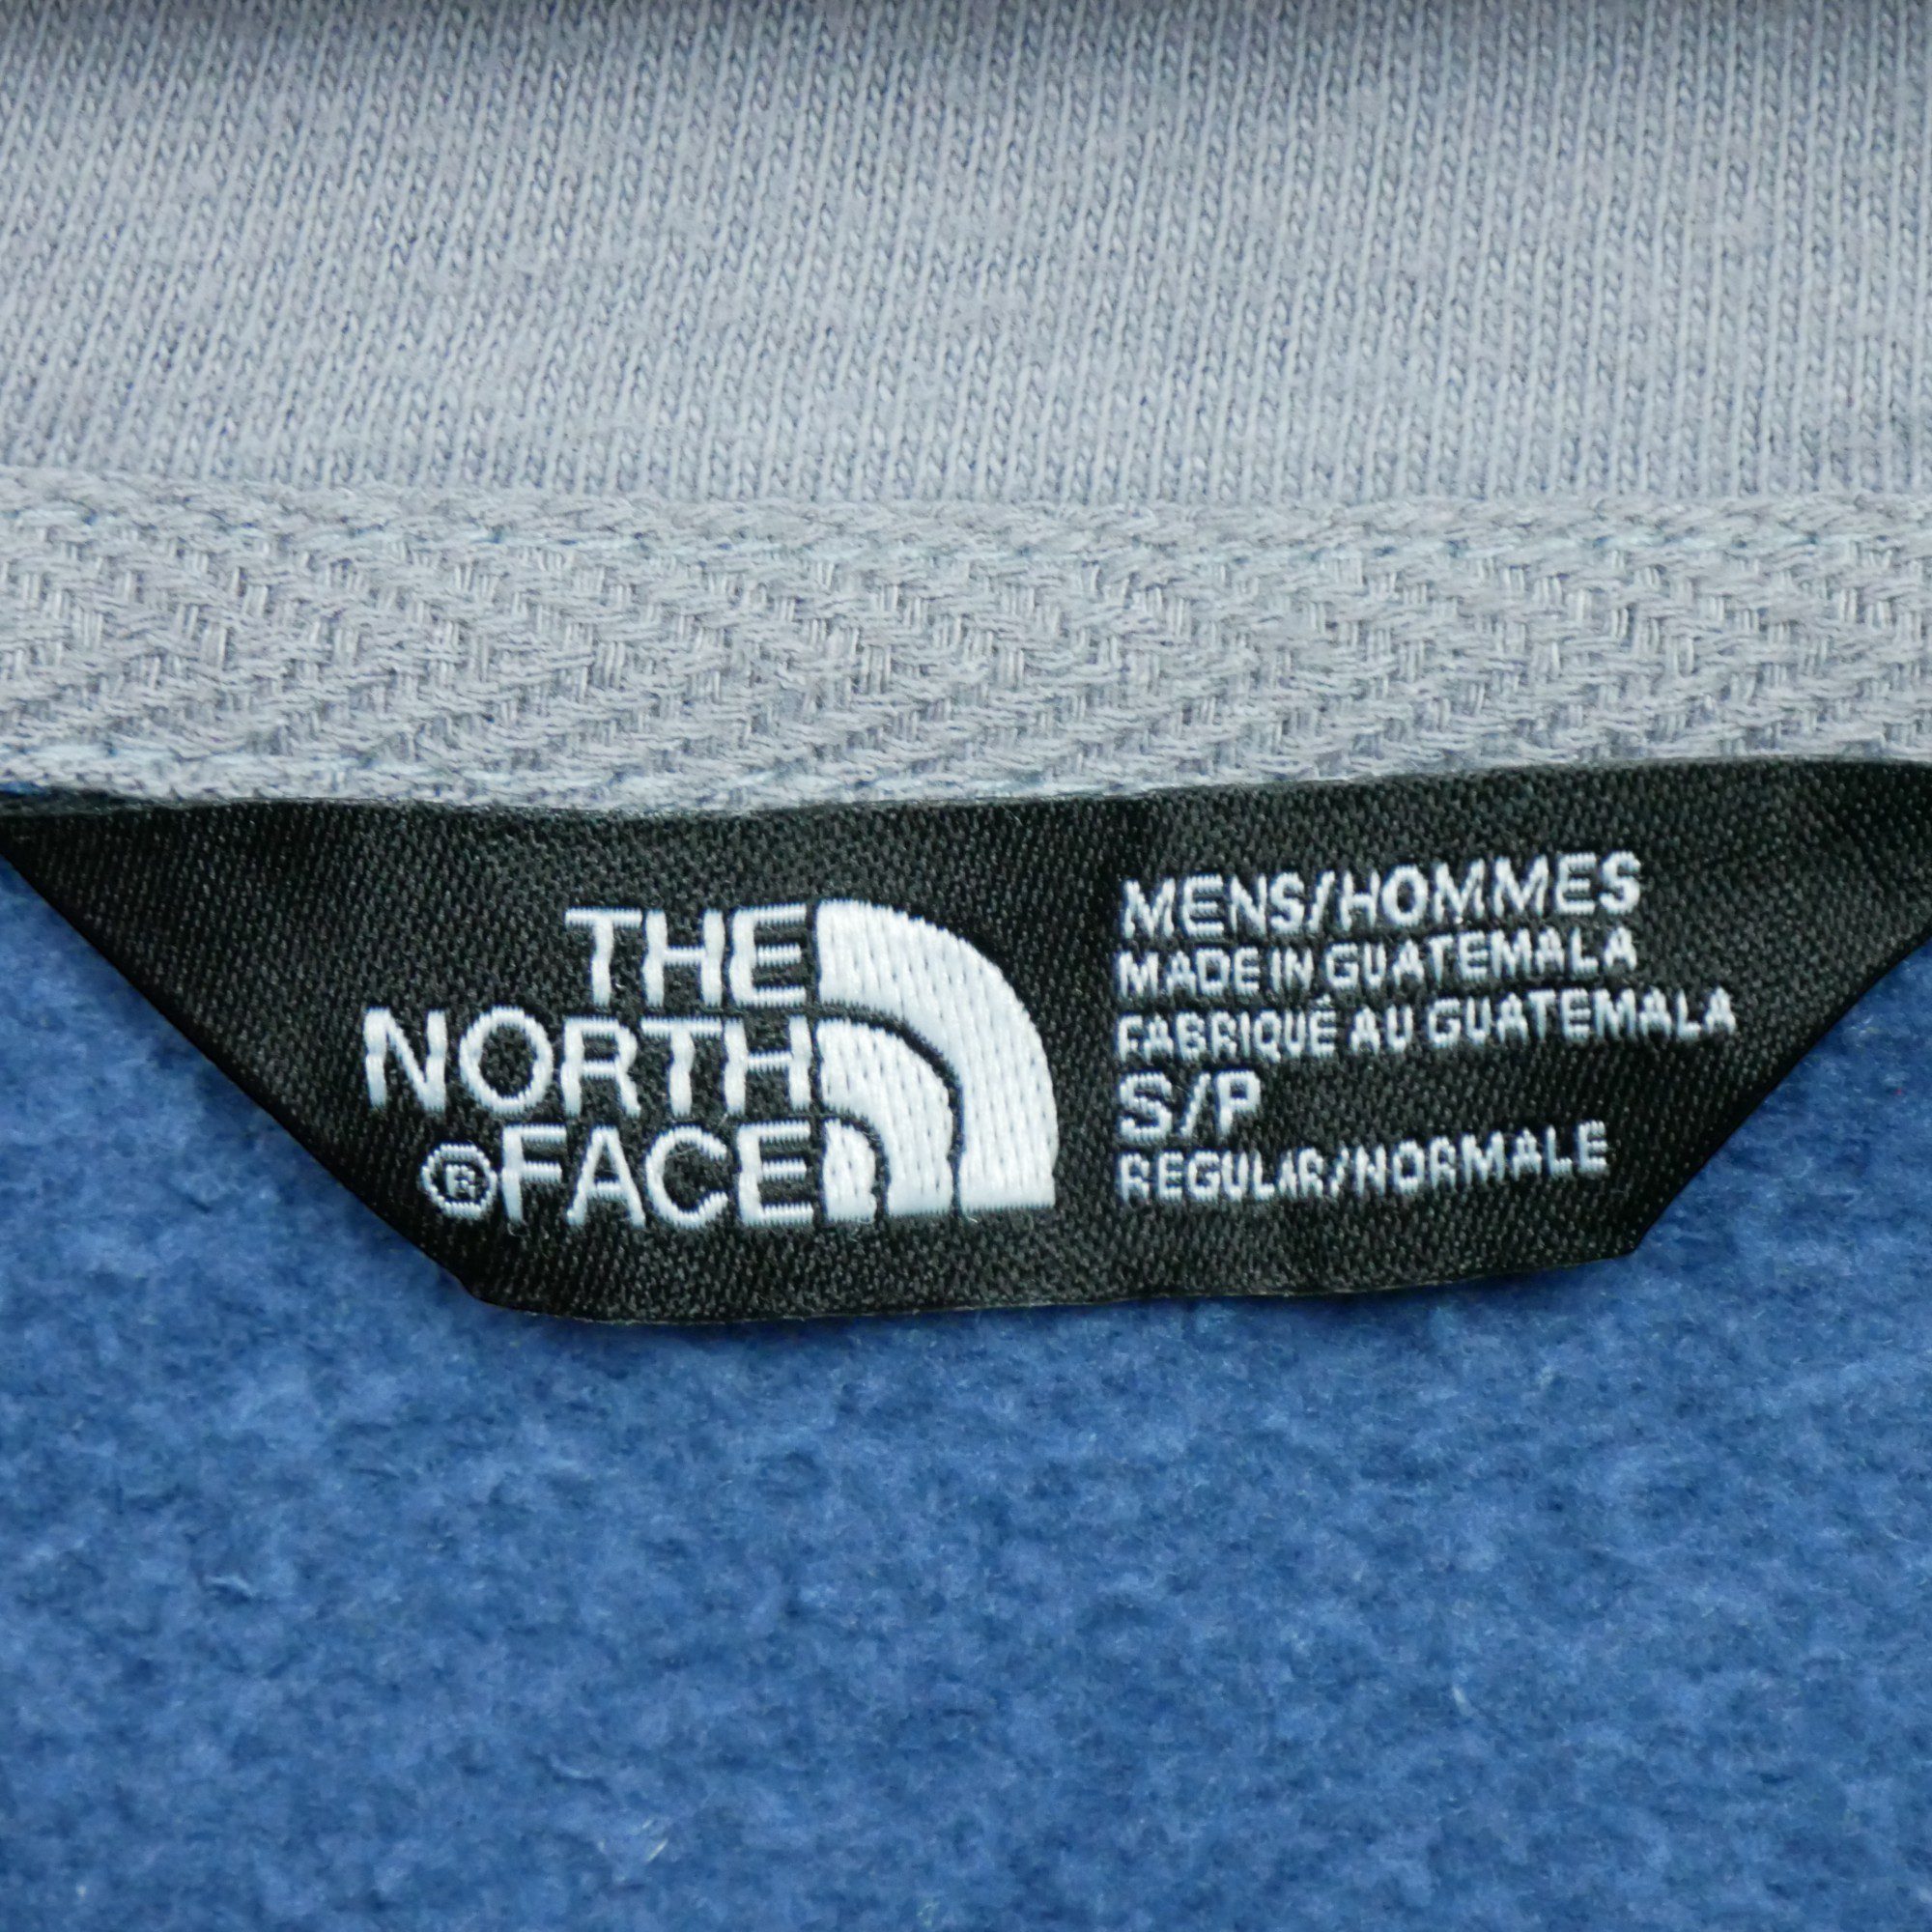 THE
NORTH
®FACE
MENS/HOMMES
MADE IN GUATEMALA
FABRIQUÉ AU GUATEMALA
S/P
REGULAR/NORMALE